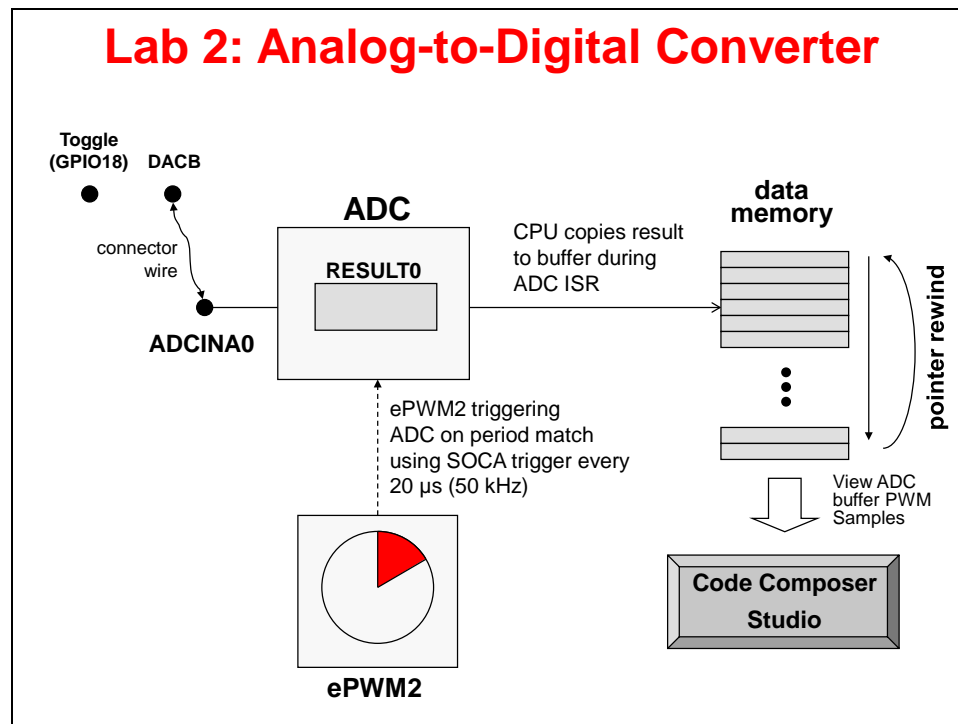 Lab 2: Analog-to-Digital Converter
Toggle
(GPIO18)
DACB
connector
wire
ADCINA0
ADC
RESULT0
CPU copies result
to buffer during
ADC ISR
data
memory
pointer rewind
ePWM2 triggering
ADC on period match
using SOCA trigger every
20 µs (50 kHz)
ePWM2
View ADC
buffer PWM
Samples
Code Composer
Studio